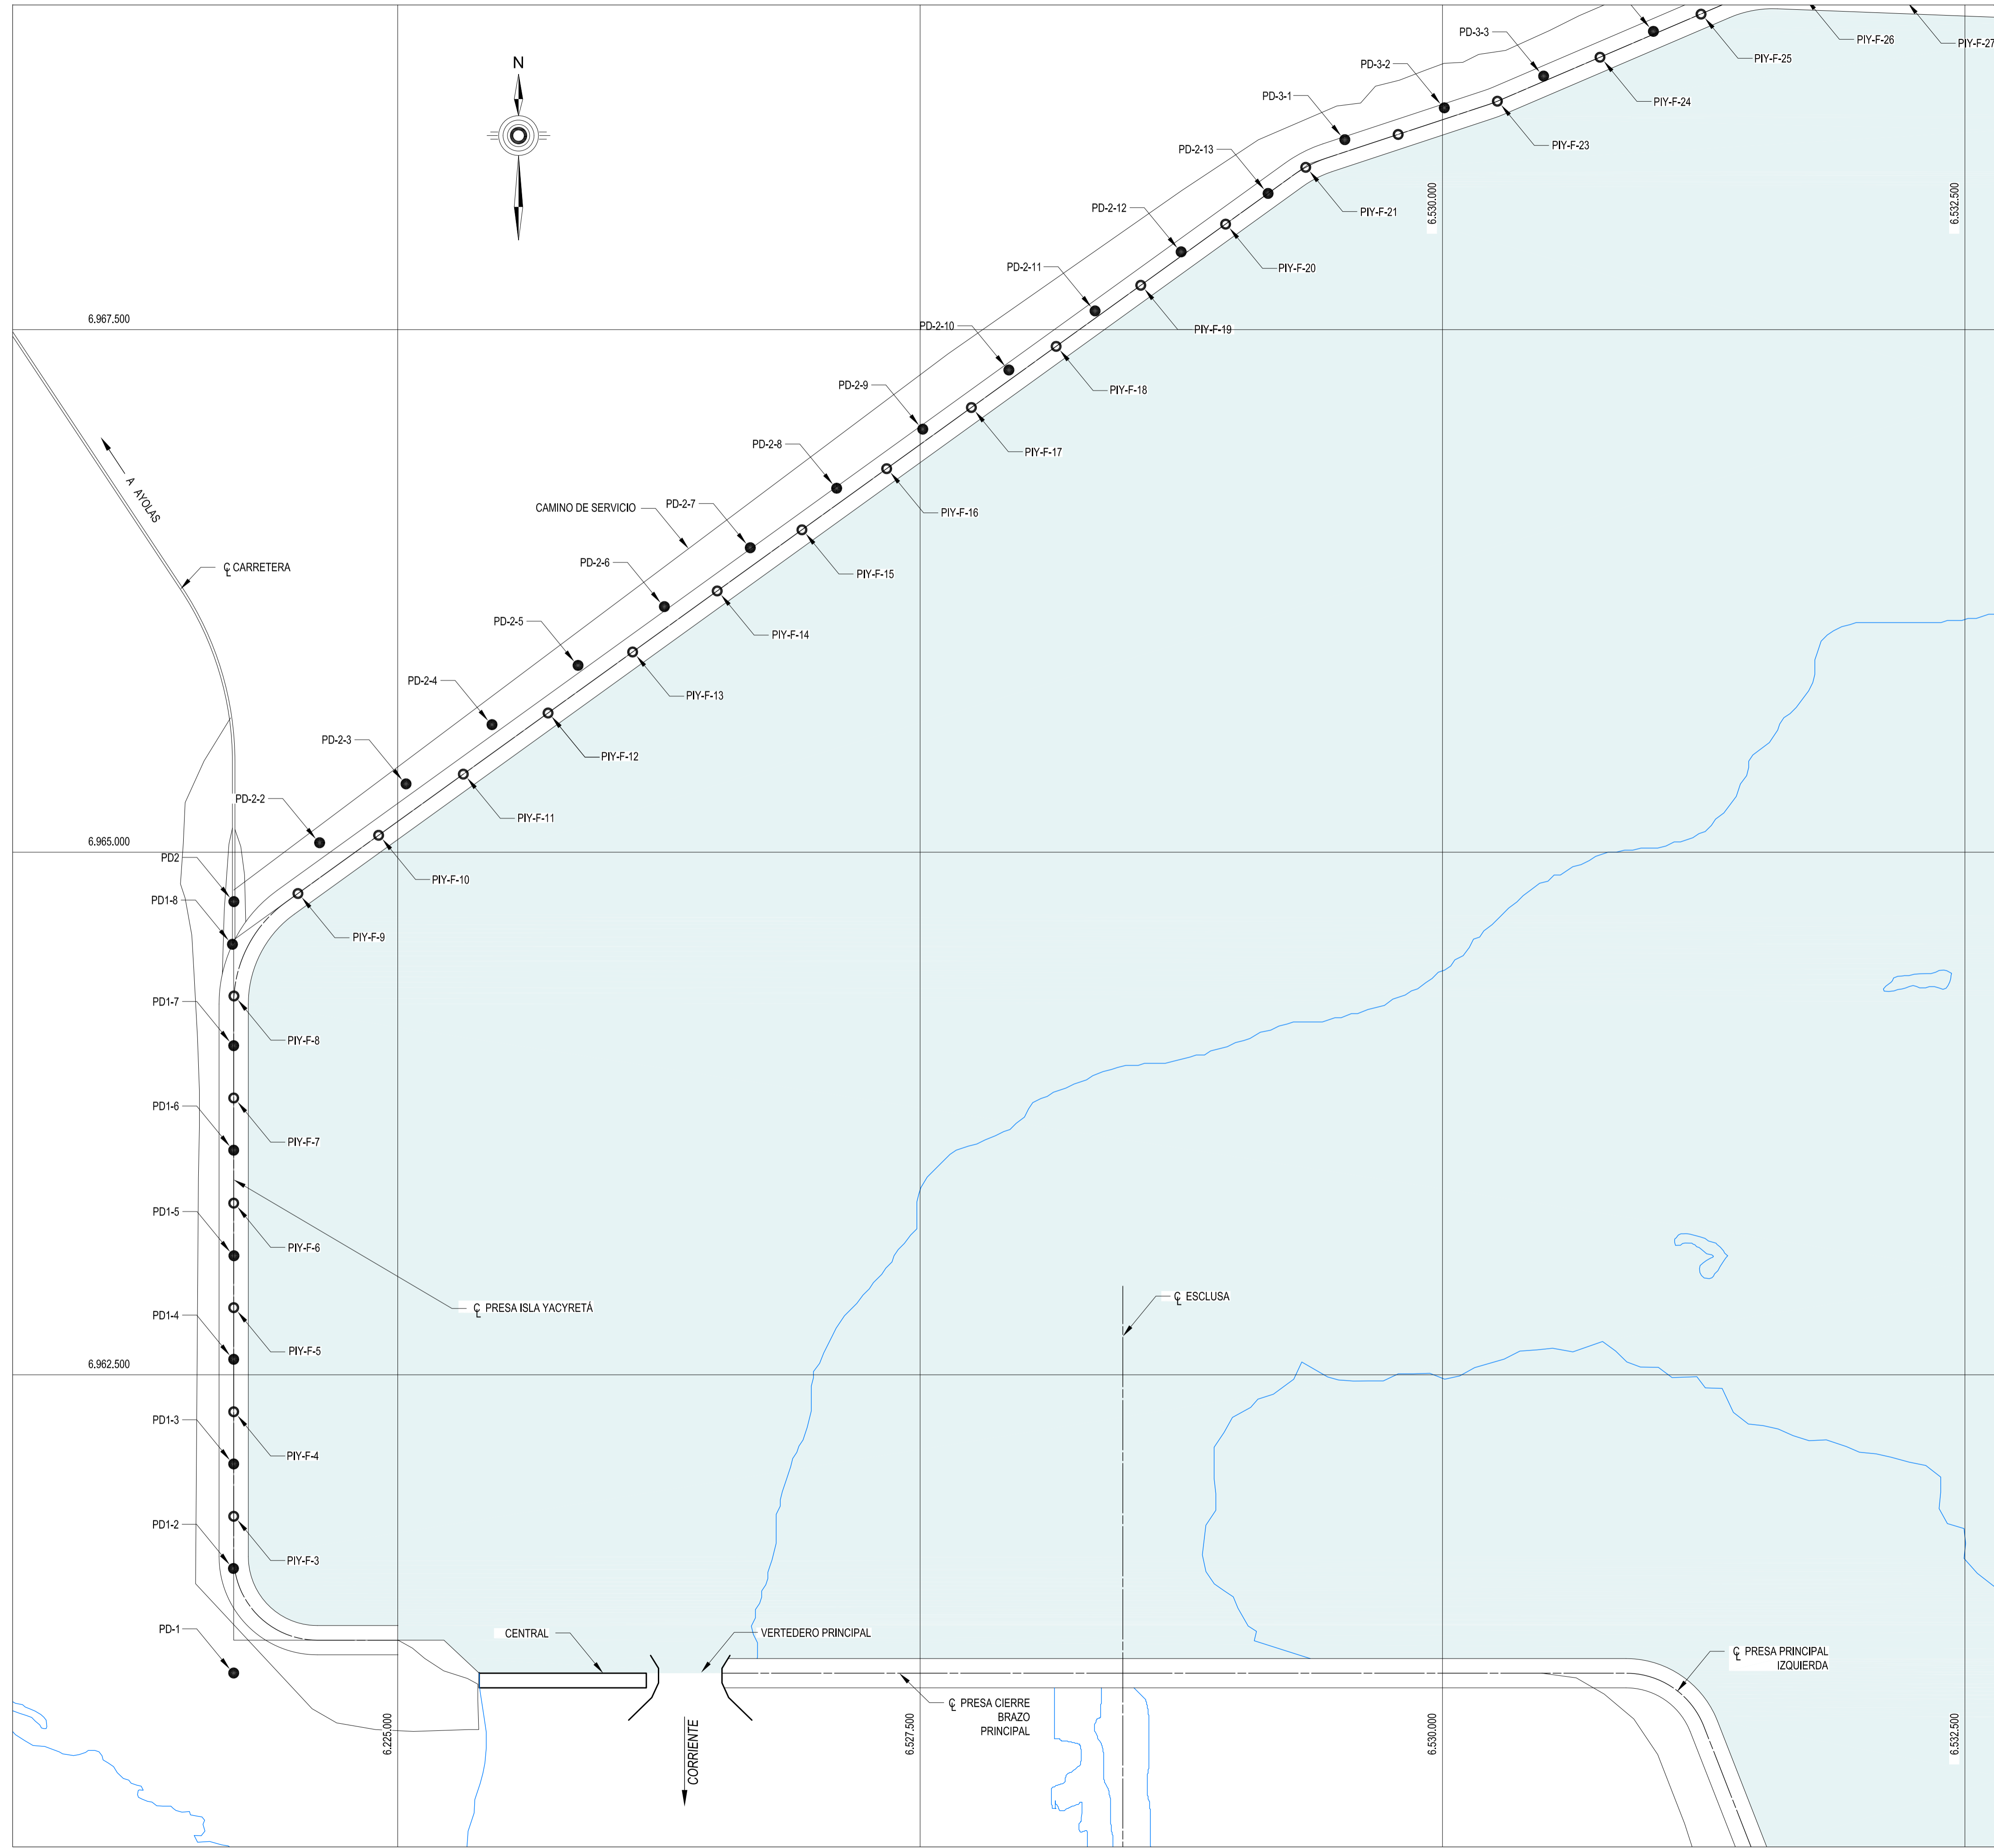 N
PD-3-3
PIY-F-26
PIY-F-27
PIY-F-25
PD-3-2
PIY-F-24
PD-3-1
PIY-F-23
PD-2-13
6.530.000
6.532.500
PIY-F-21
PD-2-12
PIY-F-20
PD-2-11
6.967.500
PD-2-10
PIY-F-19
PIY-F-18
PD-2-9
PD-2-8
PIY-F-17
A AYOLAS
CAMINO DE SERVICIO
PD-2-7
PIY-F-16
CL CARRETERA
PD-2-6
PIY-F-15
PD-2-5
PIY-F-14
PD-2-4
PIY-F-13
PD-2-3
PIY-F-12
PD-2-2
PIY-F-11
6.965.000
PD2
PIY-F-10
PD1-8
PIY-F-9
PD1-7
PIY-F-8
PD1-6
PIY-F-7
PD1-5
PIY-F-6
CL ESCLUSA
CL PRESA ISLA YACYRETÁ
PD1-4
PIY-F-5
6.962.500
PD1-3
PIY-F-4
PD1-2
PIY-F-3
PD-1
CENTRAL
VERTEDERO PRINCIPAL
CL PRESA PRINCIPAL
IZQUIERDA
CL PRESA CIERRE
BRAZO
PRINCIPAL
6.225.000
CORRIENTE
6.527.500
6.530.000
6.532.500